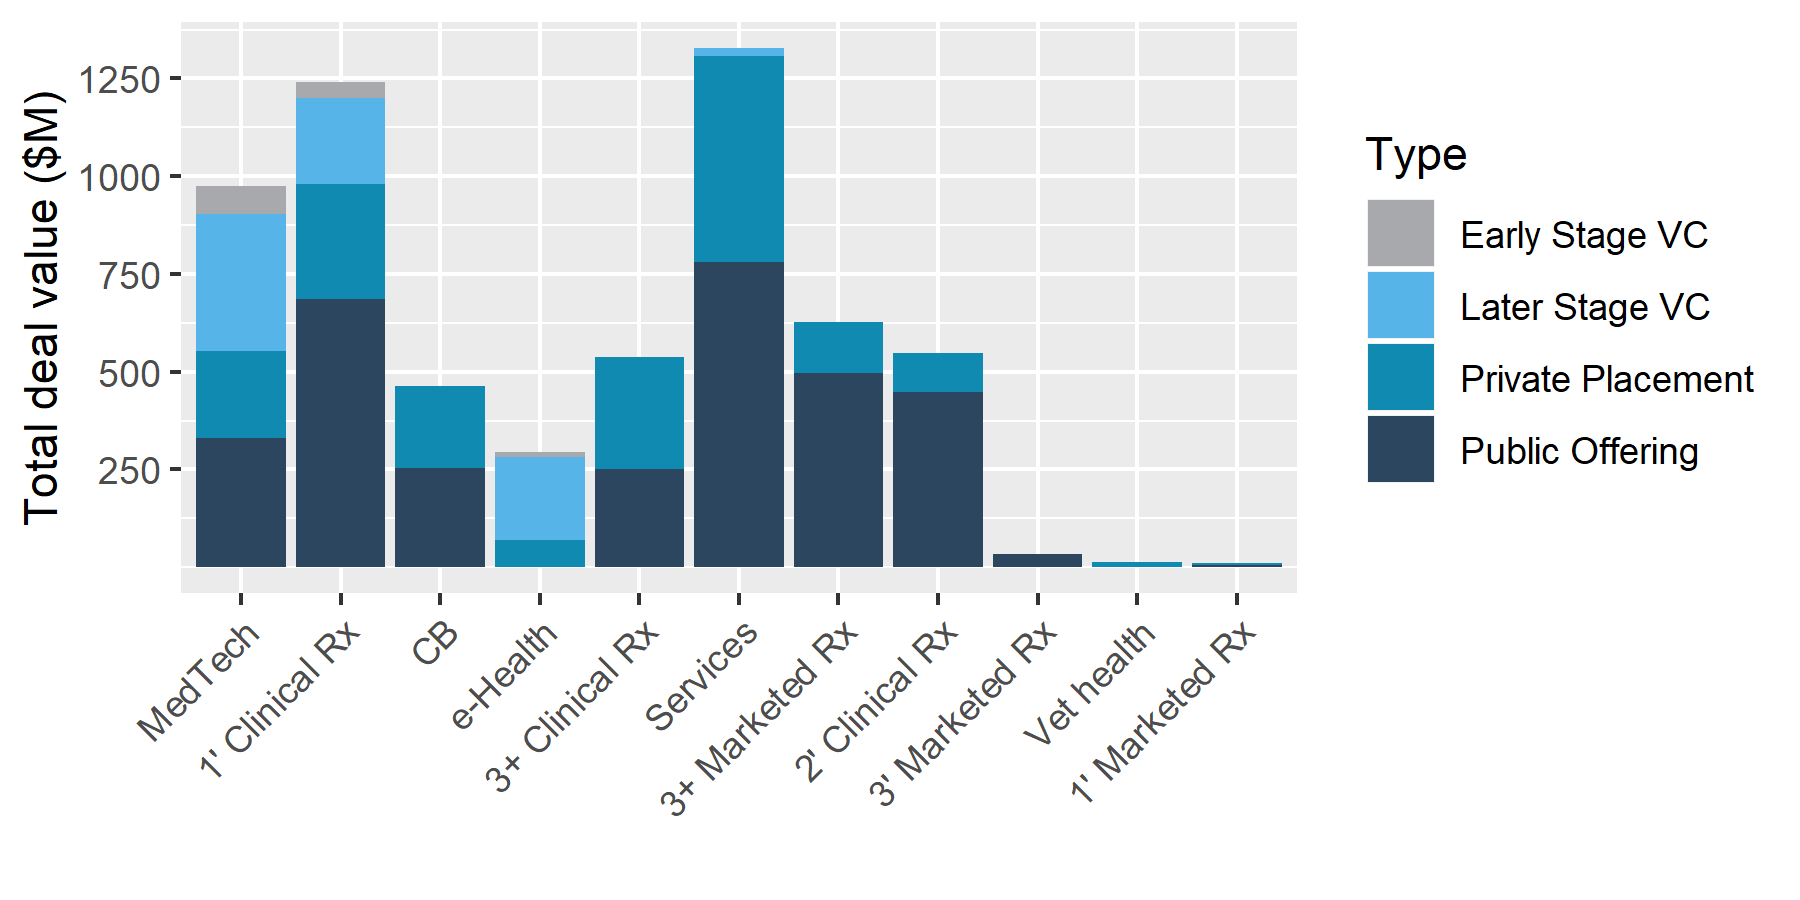 Total deal value ($M)
1250
1000
750
500
250
MedTech
1' Clinical Rx
CB
e-Health
3+ Clinical Rx
Services
3+ Marketed Rx
2' Clinical Rx
3' Marketed Rx
Vet health
1' Marketed Rx
Type
Early Stage VC
Later Stage VC
Private Placement
Public Offering